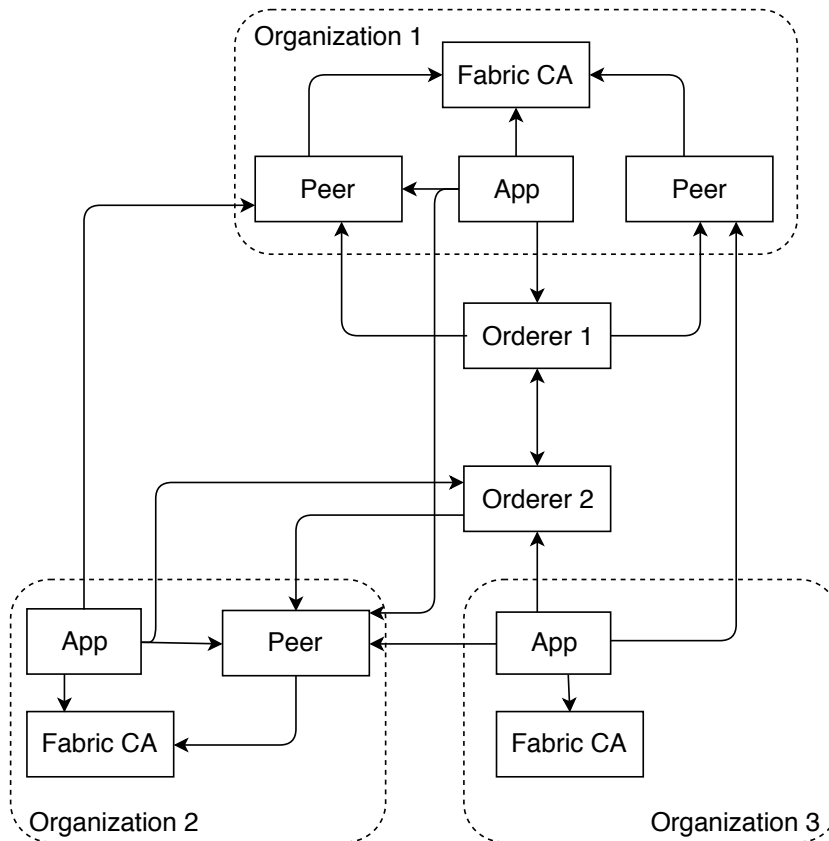 Organization 1
Fabric CA
Peer
App
Peer
Orderer 1
Orderer 2
App
Peer
App
Fabric CA
Fabric CA
Organization 2
Organization 3